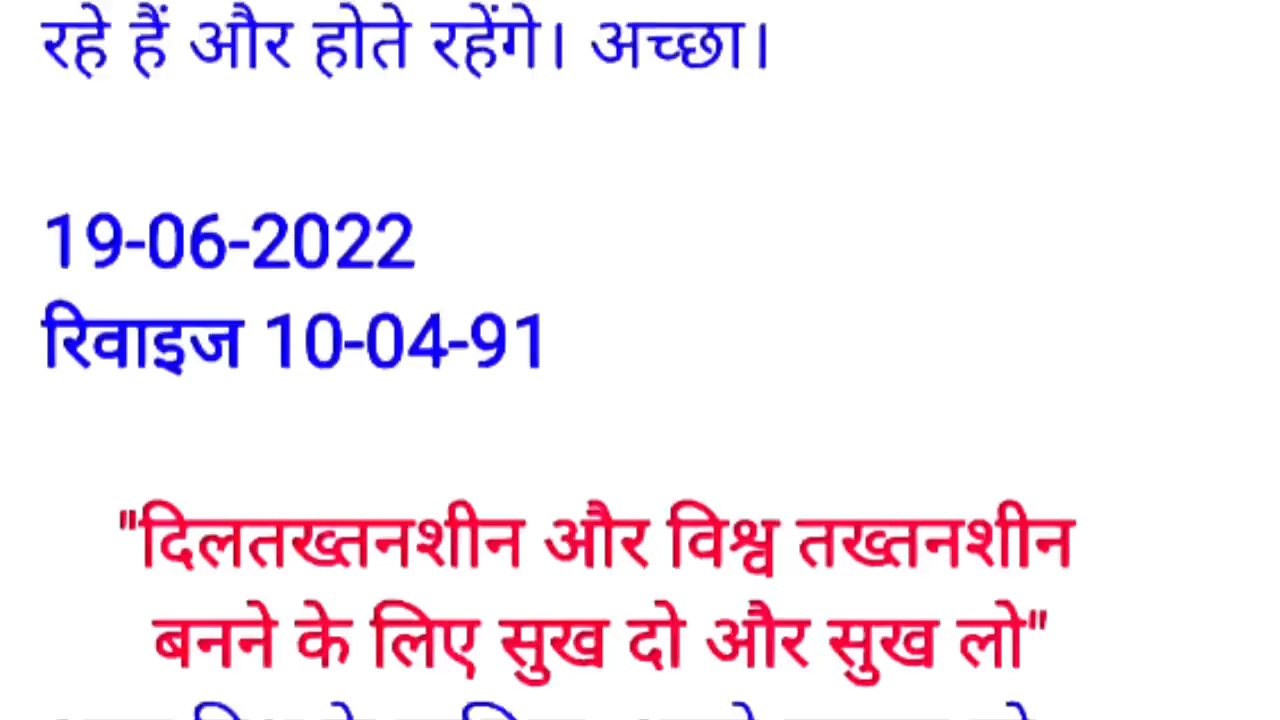 रहे हैं और होते रहेंगे। अच्छा।
19-06-2022
रिवाइज 10-04-91
"दिलतख्तनशीन और विश्व तख्तनशीन
बनने के लिए सुख दो और सुख लो"